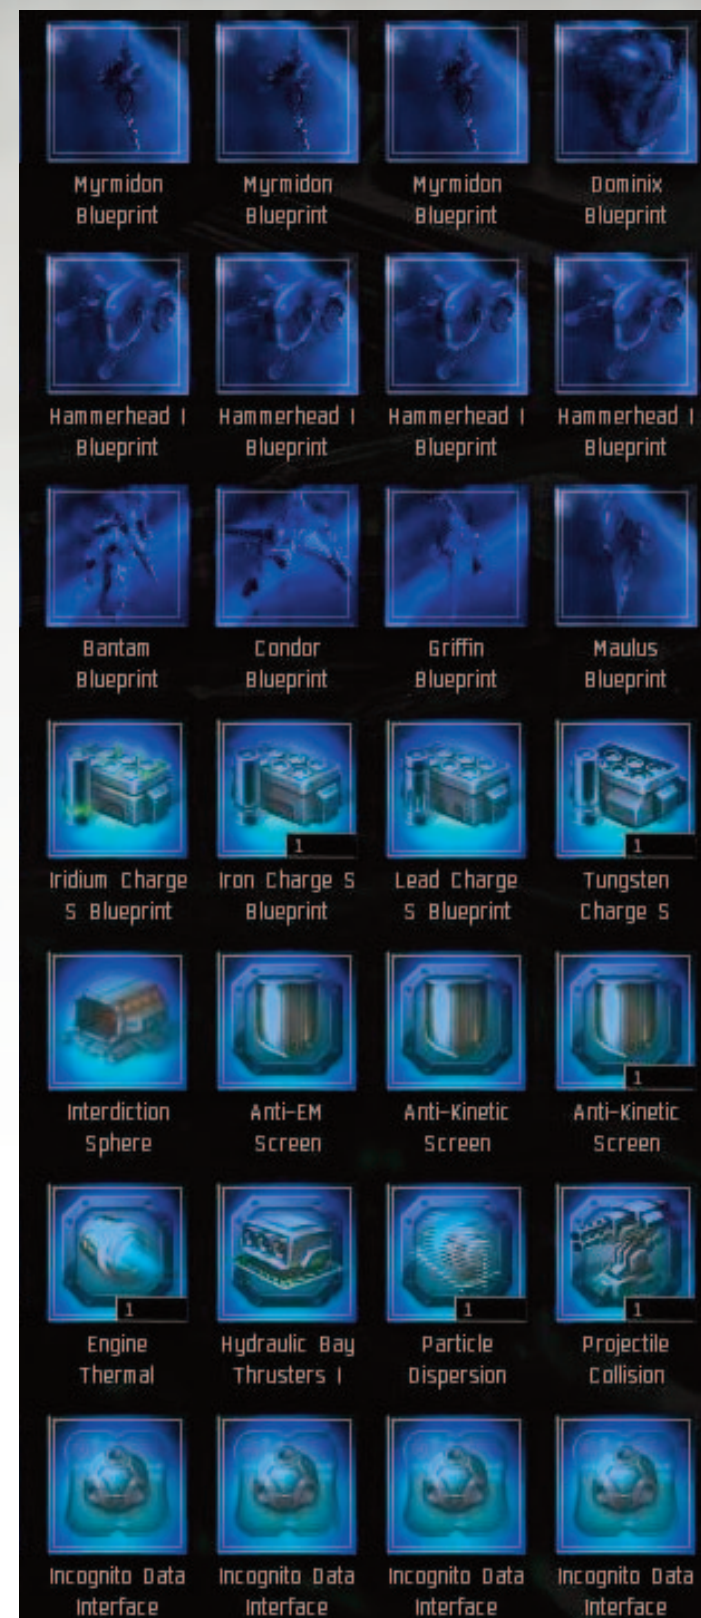 Myrmidon Blueprint
Myrmidon Blueprint
Myrmidon Blueprint
Dominix Blueprint
Hammerhead I Blueprint
Hammerhead I Blueprint
Hammerhead I Blueprint
Hammerhead I Blueprint
Bantam Blueprint
Condor Blueprint
Griffin Blueprint
Maulus Blueprint
Iridium Charge S Blueprint
1
Iron Charge S Blueprint
Lead Charge S Blueprint
1
Tungsten Charge S
Interdiction Sphere
Anti-EM Screen
Anti-Kinetic Screen
1
Anti-Kinetic Screen
1
Engine Thermal
Hydraulic Bay Thrusters I
1
Particle Dispersion
1
Projectile Collision
Incognito Data Interface
Incognito Data Interface
Incognito Data Interface
Incognito Data Interface